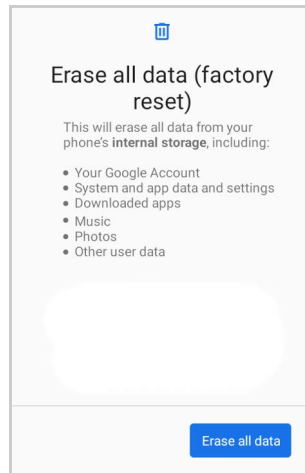 Erase all data (factory
reset)
This will erase all data from your
phone's internal storage, including:
• Your Google Account
• System and app data and settings
• Downloaded apps
• Music
• Photos
• Other user data
Erase all data